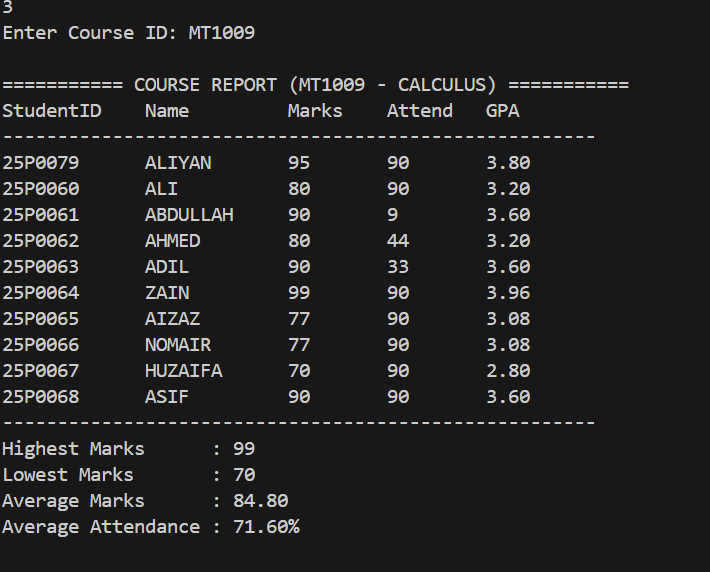 3
Enter Course ID: MT1009
=========== COURSE REPORT (MT1009 - CALCULUS) ===========
StudentID    Name         Marks    Attend   GPA
------------------------------------------------------
25P0079      ALIYAN       95       90       3.80
25P0060      ALI          80       90       3.20
25P0061      ABDULLAH     90       9        3.60
25P0062      AHMED        80       44       3.20
25P0063      ADIL         90       33       3.60
25P0064      ZAIN         99       90       3.96
25P0065      AIZAZ        77       90       3.08
25P0066      NOMAIR       77       90       3.08
25P0067      HUZAIFA      70       90       2.80
25P0068      ASIF         90       90       3.60
------------------------------------------------------
Highest Marks      : 99
Lowest Marks       : 70
Average Marks      : 84.80
Average Attendance : 71.60%